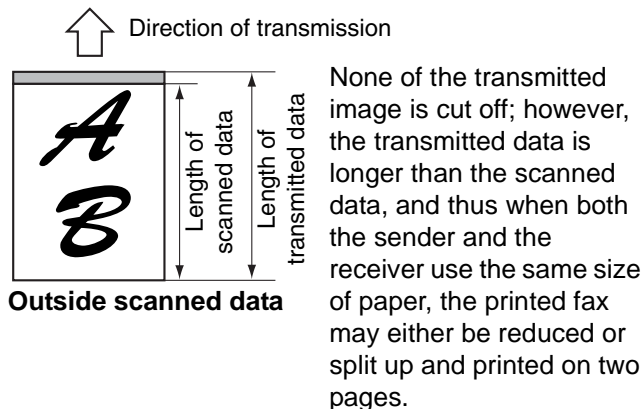 Direction of transmission
A
B
Length of
scanned data
Length of
transmitted data
Outside scanned data
None of the transmitted
image is cut off; however,
the transmitted data is
longer than the scanned
data, and thus when both
the sender and the
receiver use the same size
of paper, the printed fax
may either be reduced or
split up and printed on two
pages.